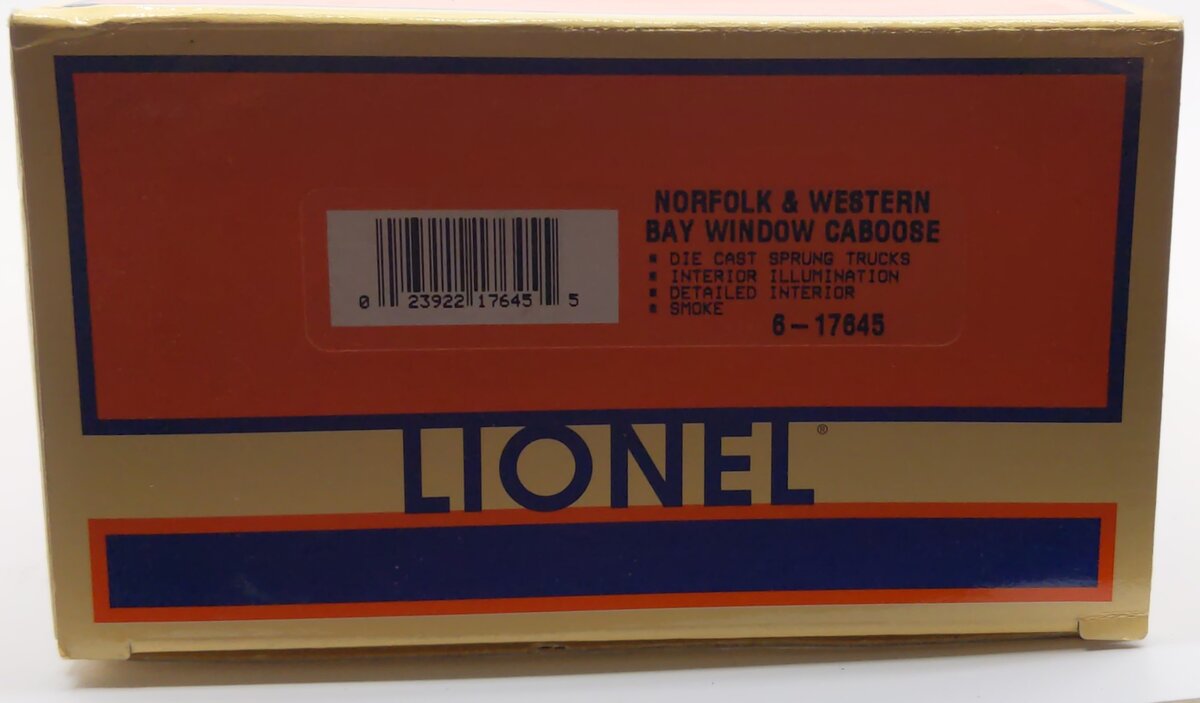 NORFOLK & WESTERN
BAY WINDOW CABOOSE
▪ DIE CAST SPRUNG TRUCKS
▪ INTERIOR ILLUMINATION
▪ DETAILED INTERIOR
▪ SMOKE
6-17645
0 23922 17645 5
LIONEL®